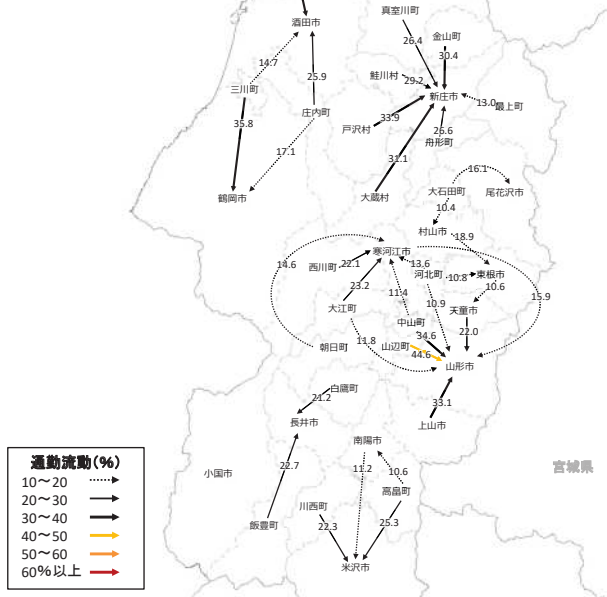 真室川町
酒田市
金山町
26.4
30.4
14.7
鮭川村
29.2
25.9
三川町
新庄市
13.0
最上町
庄内町
33.9
35.8
戸沢村
26.6
舟形町
17.1
31.1
16.1
鶴岡市
大蔵村
大石田町
尾花沢市
10.4
村山市
18.9
寒河江市
14.6
西川町
22.1
13.6
河北町
10.8
東根市
23.2
11.4
10.6
15.9
大江町
10.9
天童市
中山町
22.0
34.6
11.8
朝日町
山辺町
44.6
山形市
白鷹町
21.2
33.1
長井市
上山市
南陽市
22.7
11.2
10.6
宮城県
小国市
高畠町
川西町
飯豊町
22.3
25.3
米沢市
通勤流動(%)
10～20
20～30
30～40
40～50
50～60
60%以上